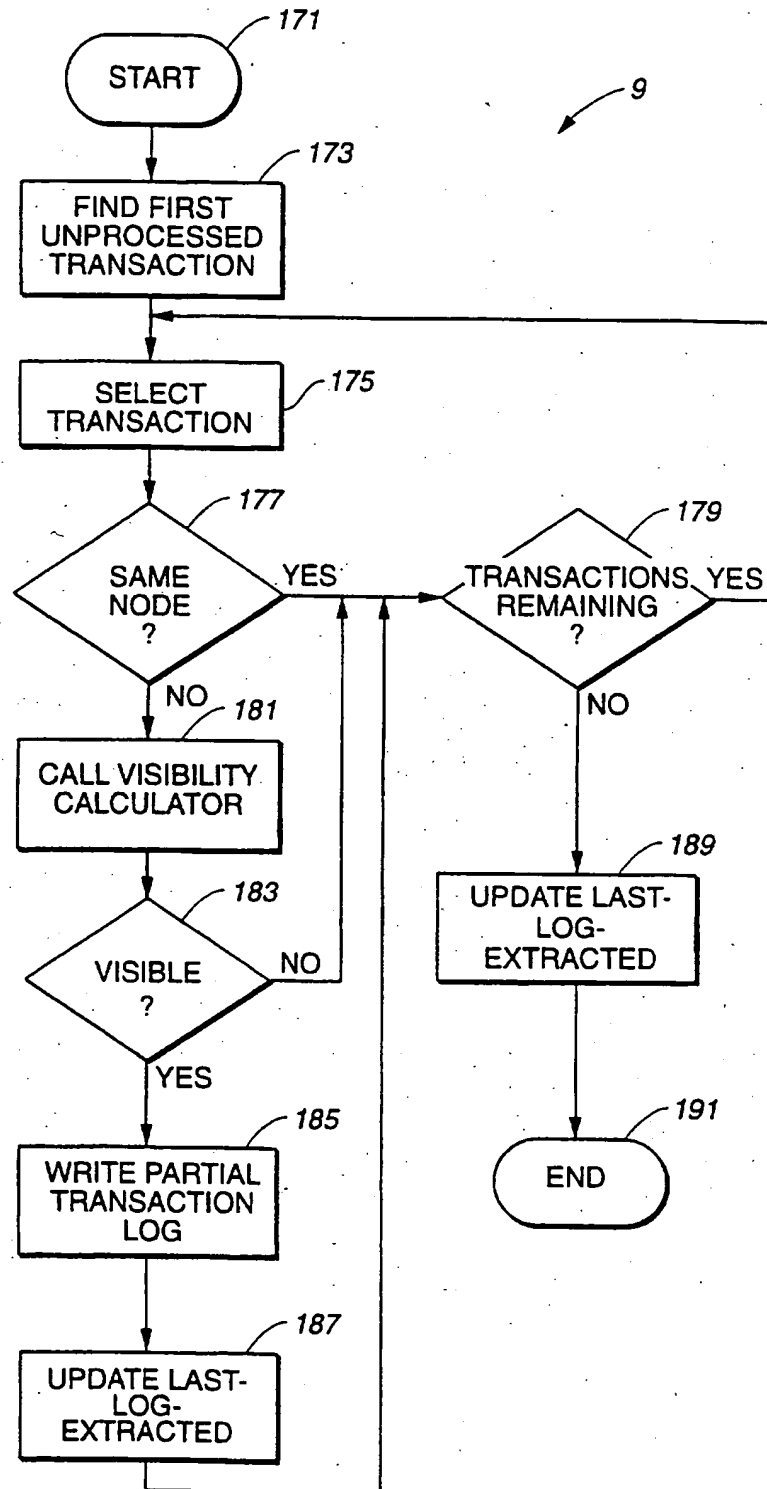 171
START
9
173
FIND FIRST
UNPROCESSED
TRANSACTION
175
SELECT
TRANSACTION
177
SAME
NODE
?
YES
NO
179
TRANSACTIONS
REMAINING
?
YES
NO
181
CALL VISIBILITY
CALCULATOR
183
VISIBLE
?
NO
YES
185
WRITE PARTIAL
TRANSACTION
LOG
187
UPDATE LAST-
LOG-
EXTRACTED
189
UPDATE LAST-
LOG-
EXTRACTED
191
END